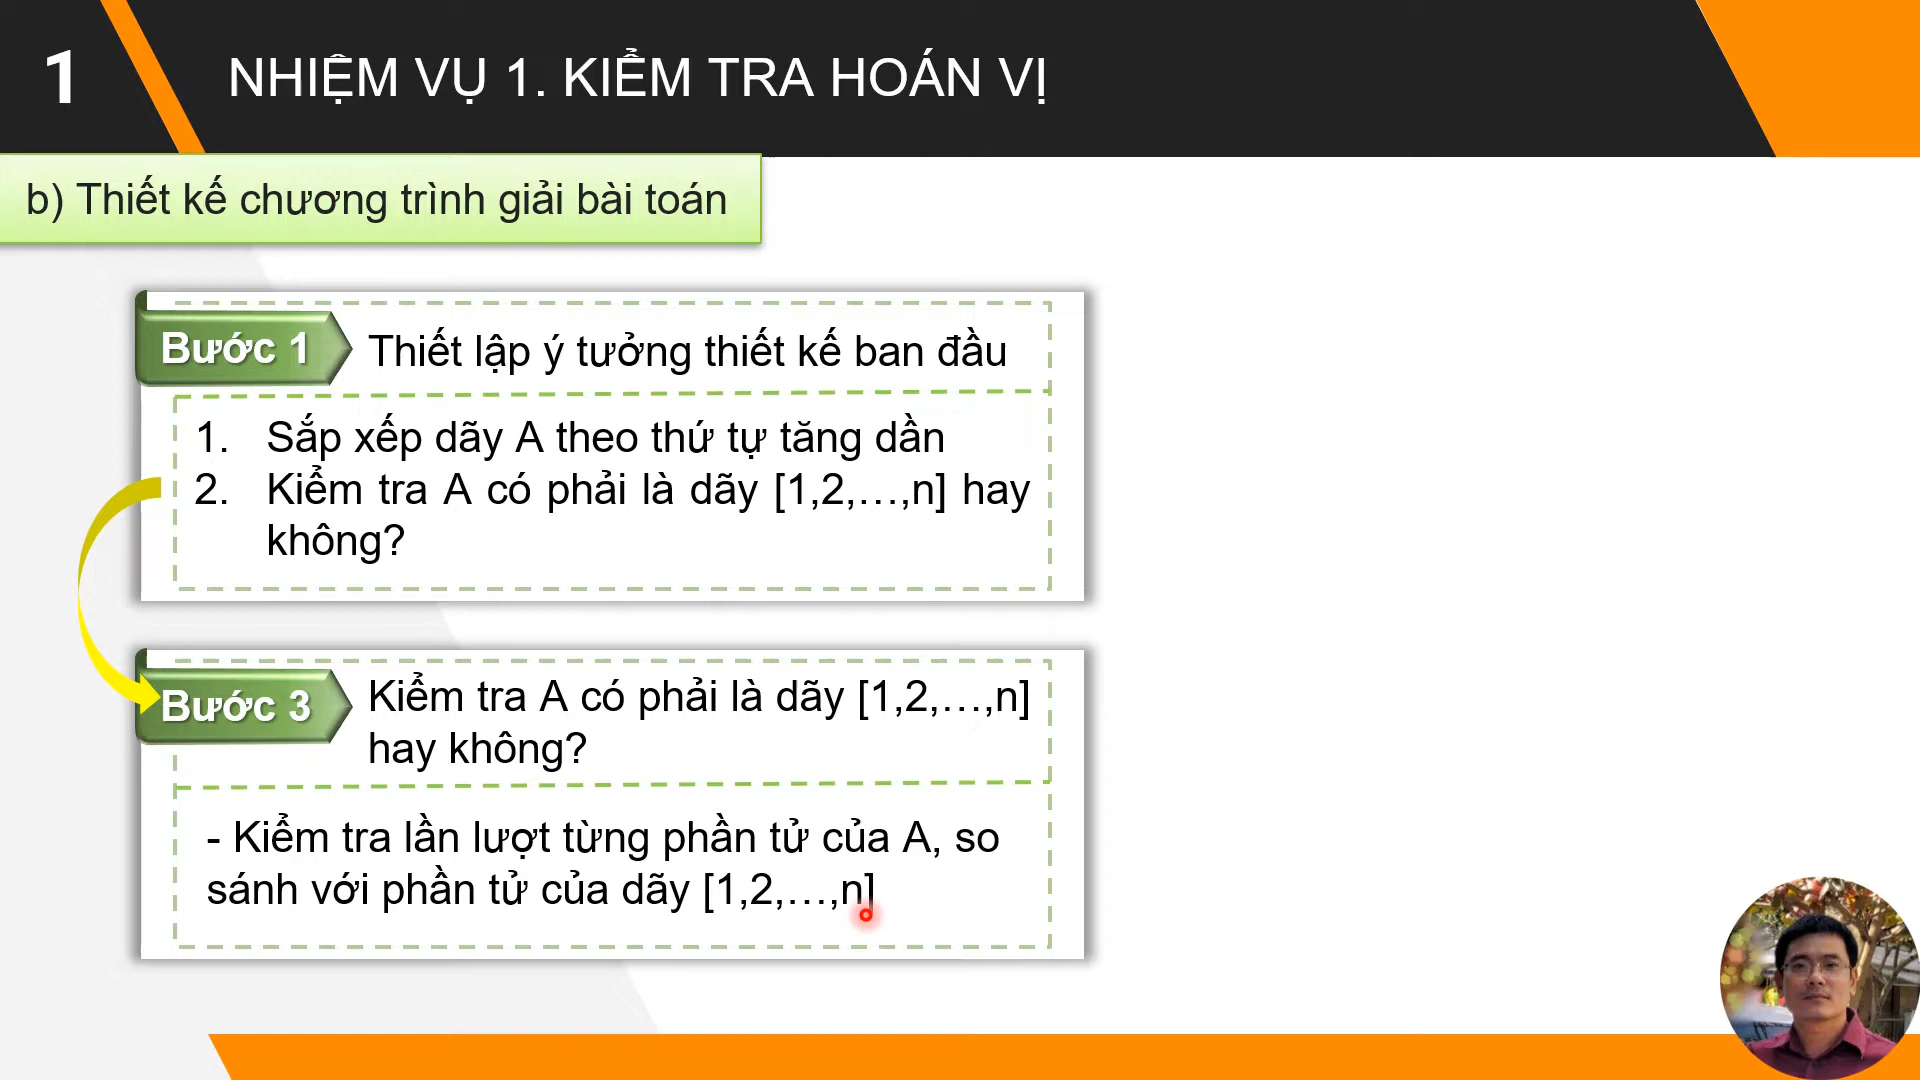 1
NHIỆM VỤ 1. KIỂM TRA HOÁN VỊ
b) Thiết kế chương trình giải bài toán
Bước 1
Thiết lập ý tưởng thiết kế ban đầu
1. Sắp xếp dãy A theo thứ tự tăng dần
2. Kiểm tra A có phải là dãy [1,2,…,n] hay
không?
Bước 3
Kiểm tra A có phải là dãy [1,2,…,n]
hay không?
- Kiểm tra lần lượt từng phần tử của A, so
sánh với phần tử của dãy [1,2,…,n]